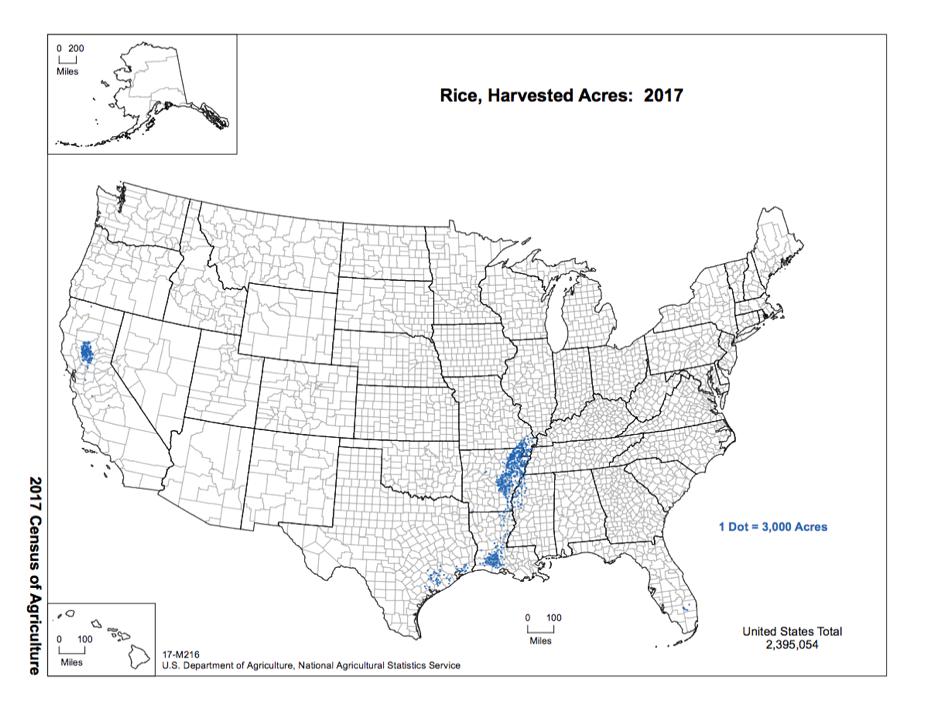 0 200
Miles
Rice, Harvested Acres: 2017
1 Dot = 3,000 Acres
2017 Census of Agriculture
0 100
Miles
0 100
Miles
United States Total
2,395,054
17-M216
U.S. Department of Agriculture, National Agricultural Statistics Service